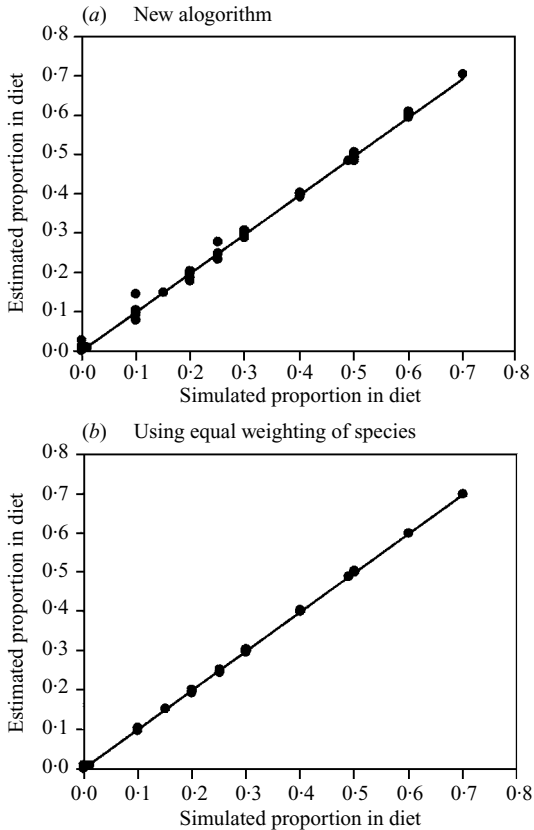 (a) New alogorithm
0·8
0·7
0·6
0·5
0·4
0·3
0·2
0·1
0·0
Estimated proportion in diet
0·0 0·1 0·2 0·3 0·4 0·5 0·6 0·7 0·8
Simulated proportion in diet
(b) Using equal weighting of species
0·8
0·7
0·6
0·5
0·4
0·3
0·2
0·1
0·0
Estimated proportion in diet
0·0 0·1 0·2 0·3 0·4 0·5 0·6 0·7 0·8
Simulated proportion in diet